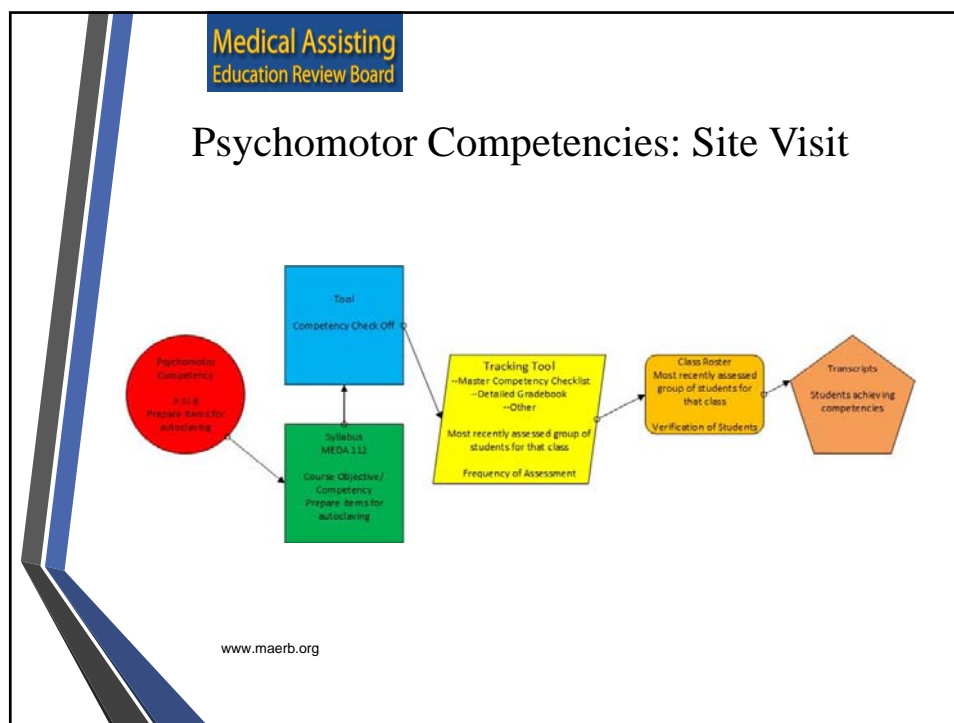 Medical Assisting
Education Review Board
Psychomotor Competencies: Site Visit
Psychomotor
Competency
Prepare items for
autoclaving
Tool
Competency Check Off
Syllabus
MEDA 112
Course Objective/
Competency
Prepare items for
autoclaving
Tracking Tool
--Master Competency Checklist
--Detailed Gradebook
--Other
Most recently assessed group of
students for that class
Frequency of Assessment
Class Roster
Most recently assessed
group of students for
that class
Verification of Students
Transcripts
Students achieving
competencies
www.maerb.org